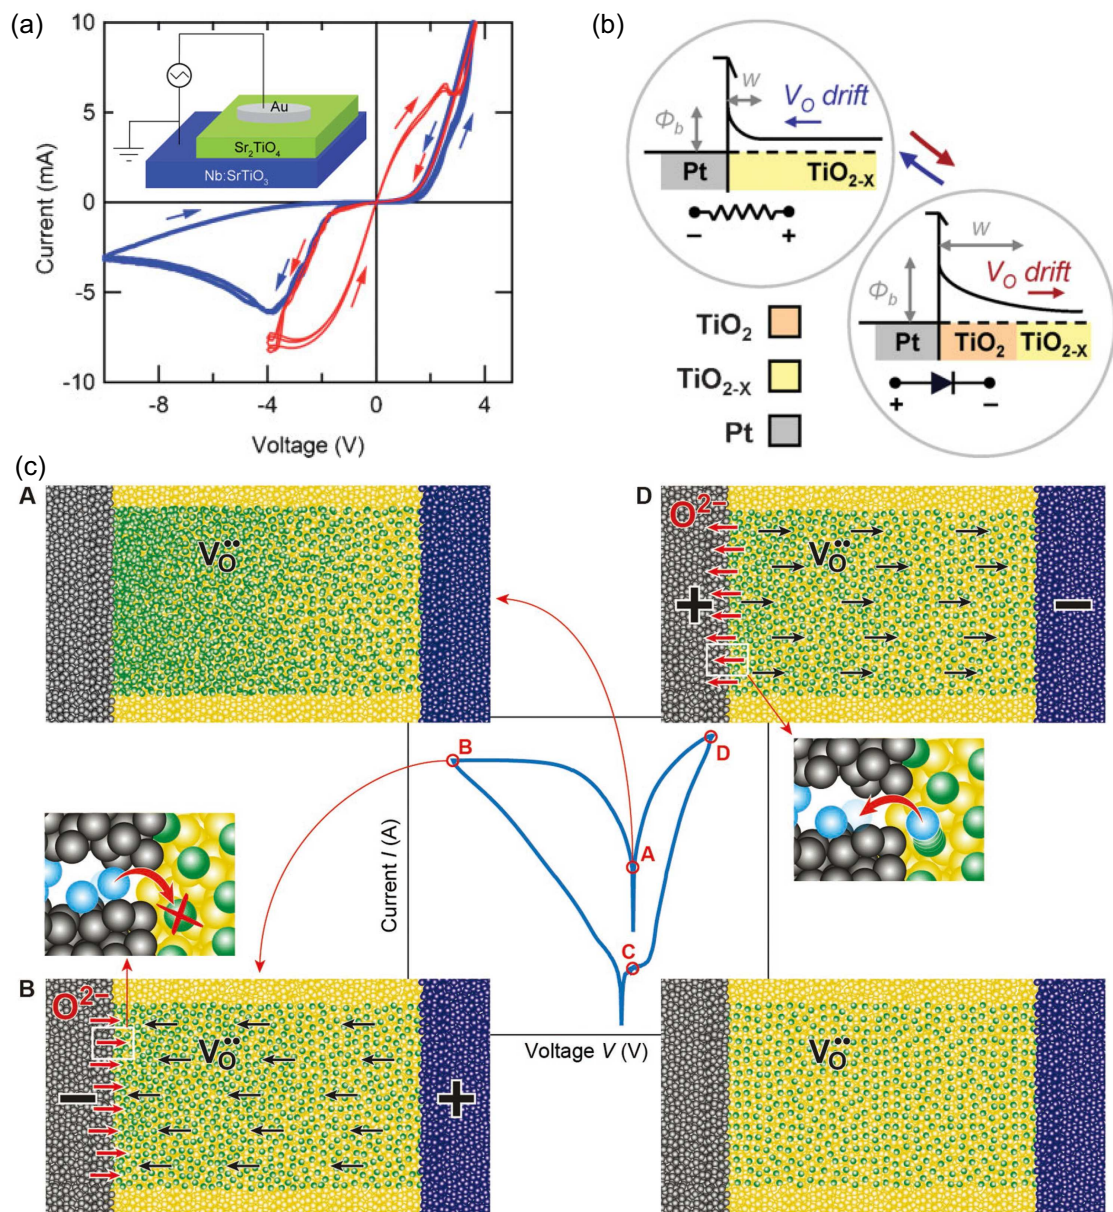 (a)
10
5
0
-5
-10
Current (mA)
-8
-4
0
4
Voltage (V)
Au
Sr₂TiO₄
Nb:SrTiO₃
(b)
w
Φb
VO drift
Pt
TiO2-X
−
+
w
VO drift
Φb
Pt
TiO₂
TiO2-X
+
−
TiO₂
TiO2-X
Pt
(c)
A
VO••
D
O²⁻
VO••
+
−
B
D
A
C
Current I (A)
Voltage V (V)
B
O²⁻
VO••
−
+
VO••